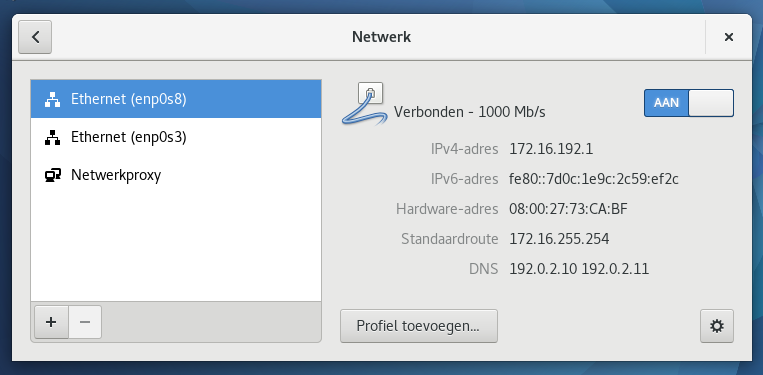 Netwerk
Ethernet (enp0s8)
Ethernet (enp0s3)
Netwerkproxy
Verbonden - 1000 Mb/s
AAN
IPv4-adres 172.16.192.1
IPv6-adres fe80::7d0c:1e9c:2c59:ef2c
Hardware-adres 08:00:27:73:CA:BF
Standaardroute 172.16.255.254
DNS 192.0.2.10 192.0.2.11
Profiel toevoegen...